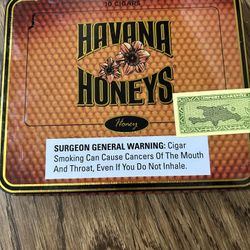 10 CIGARS
HAVANA
HONEYS
Honey
SURGEON GENERAL WARNING: Cigar
Smoking Can Cause Cancers Of The Mouth
And Throat, Even If You Do Not Inhale.